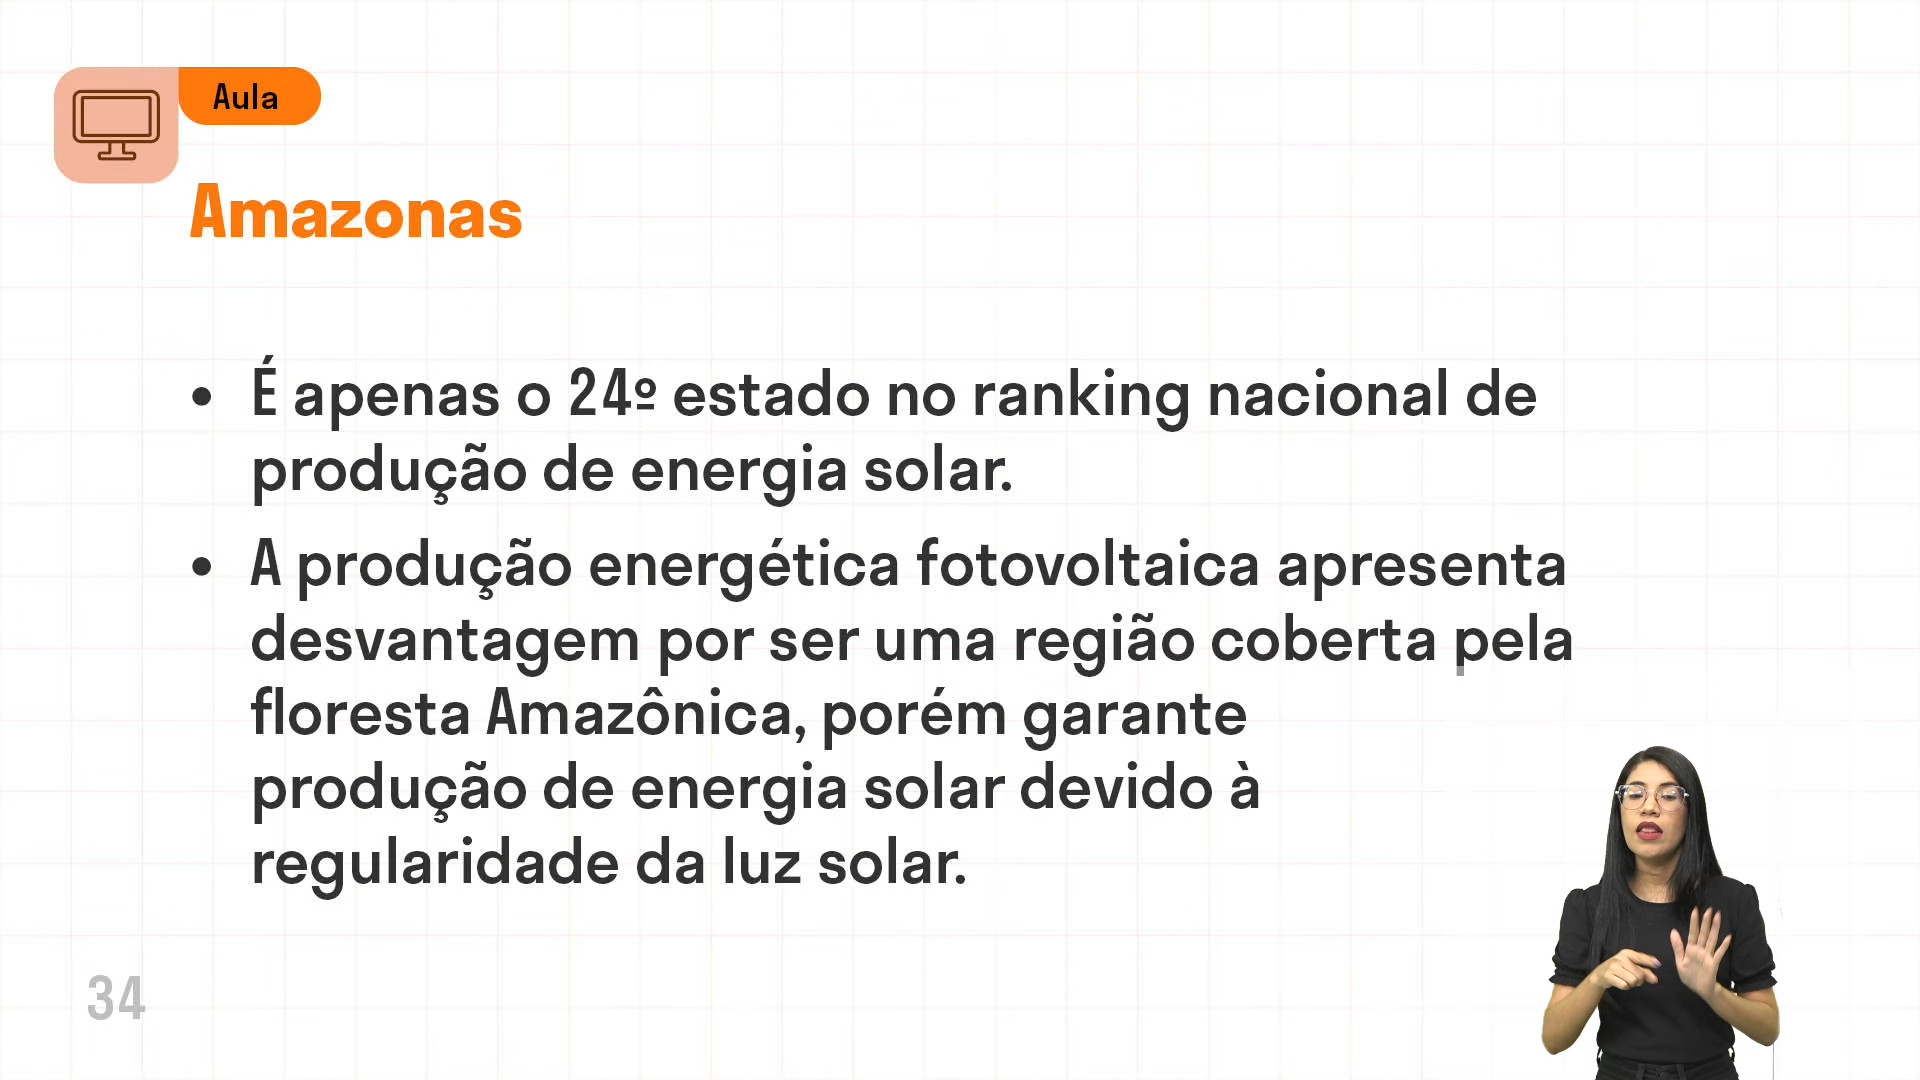 Aula
Amazonas
• É apenas o 24º estado no ranking nacional de
produção de energia solar.
• A produção energética fotovoltaica apresenta
desvantagem por ser uma região coberta pela
floresta Amazônica, porém garante
produção de energia solar devido à
regularidade da luz solar.
34